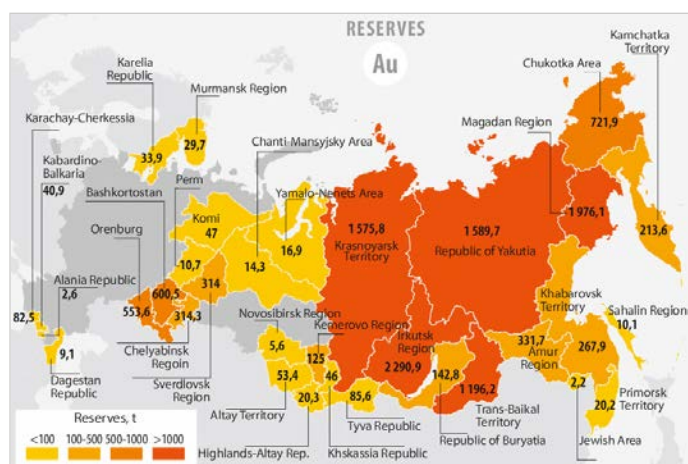 RESERVES
Au
Kamchatka
Territory
Chukotka Area
721,9
Karelia
Republic
Murmansk Region
Magadan Region
Karachay-Cherkessia
33,9
29,7
Chanti-Mansyjsky Area
Kabardino-
Balkaria
40,9
Bashkortostan
Perm
Yamalo-Nenets Area
1 575,8
Krasnoyarsk
Territory
1 589,7
Republic of Yakutia
1 976,1
213,6
Orenburg
Komi
47
16,9
14,3
10,7
314
Alania Republic
2,6
600,5
553,6
314,3
82,5
9,1
Dagestan
Republic
Chelyabinsk
Regoin
Sverdlovsk
Region
Novosibirsk Region
5,6
Kemerovo Region
125
Irkutsk
Region
2 290,9
142,8
1 196,2
Khabarovsk
Territory
Sahalin Region
10,1
331,7
Amur
Region
267,9
53,4
46
20,3
85,6
2,2
20,2
Primorsk
Territory
Trans-Baikal
Territory
Altay Territory
Tyva Republic
Republic of Buryatia
Jewish Area
Highlands-Altay Rep.
Khskassia Republic
Reserves, t
<100 100-500 500-1000 >1000